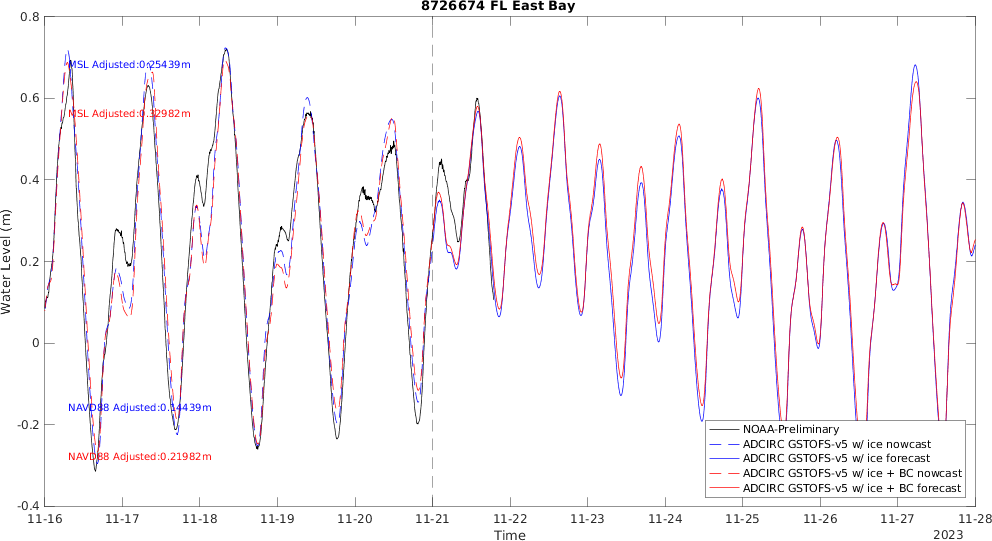 8726674 FL East Bay
Water Level (m)
0.8
0.6
0.4
0.2
0
-0.2
-0.4
MSL Adjusted:0.25439m
MSL Adjusted:0.32982m
NAVD88 Adjusted:0.14439m
NAVD88 Adjusted:0.21982m
NOAA-Preliminary
ADCIRC GSTOFS-v5 w/ ice nowcast
ADCIRC GSTOFS-v5 w/ ice forecast
ADCIRC GSTOFS-v5 w/ ice + BC nowcast
ADCIRC GSTOFS-v5 w/ ice + BC forecast
11-16 11-17 11-18 11-19 11-20 11-21 11-22 11-23 11-24 11-25 11-26 11-27 11-28
Time
2023